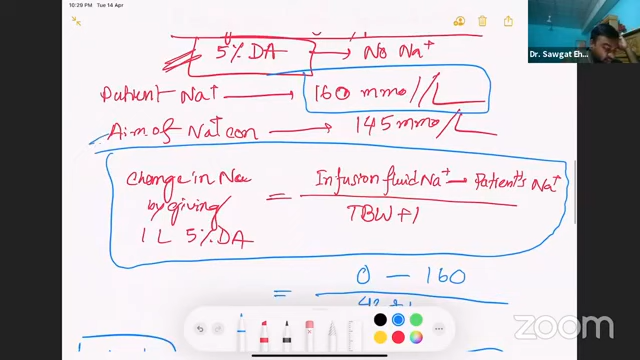 10:29 PM Tue 14 Apr
Dr. Sawgat Eh...
5% DA → No Na+
Patient Na+ → 160 mmol/L
Aim of Na+ con → 145 mmo/L
Change in Na
by giving
1 L 5% DA
=
Infusion fluid Na+ - Patient's Na+
TBW + 1
= 0 - 160
zoom